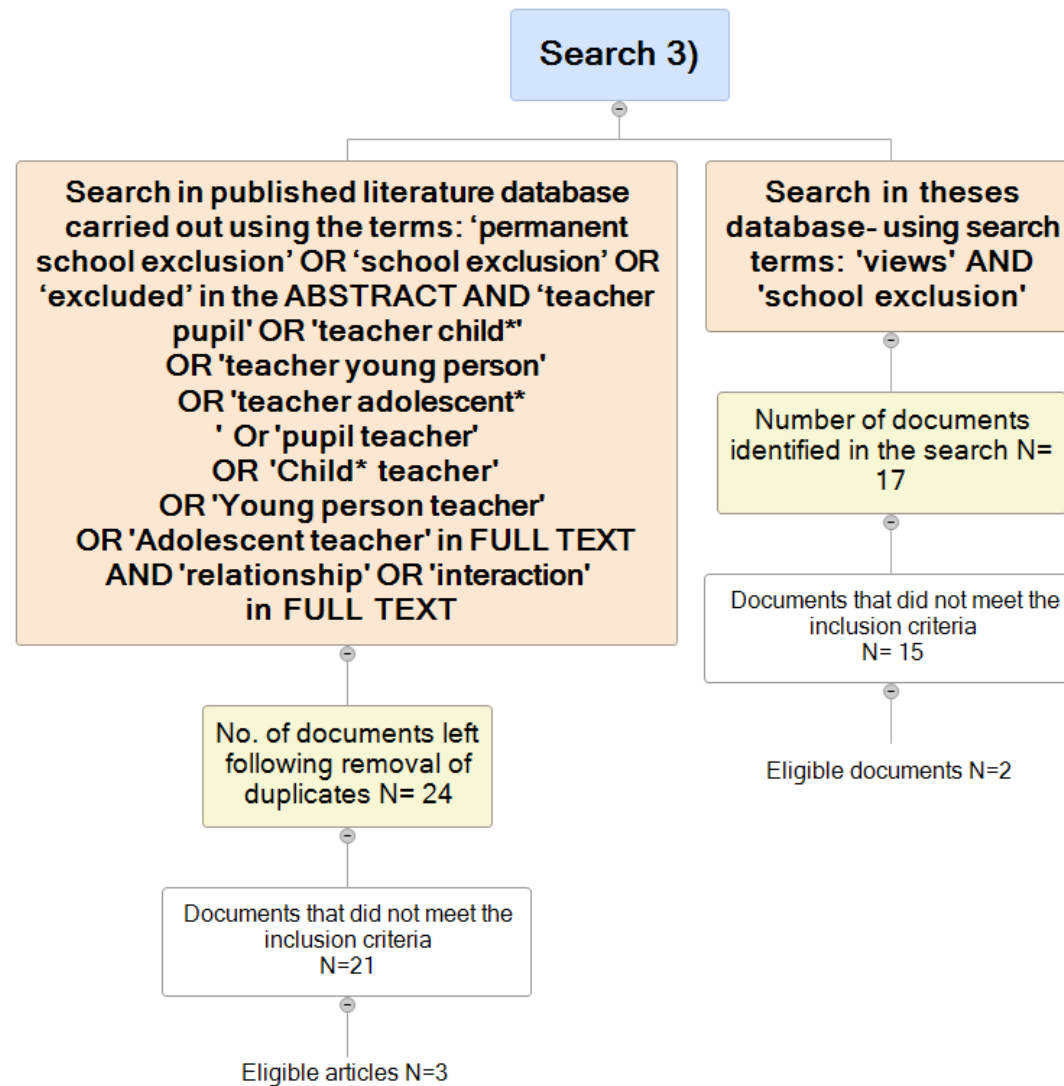 Search 3)
Search in published literature database
carried out using the terms: ‘permanent
school exclusion’ OR ‘school exclusion’ OR
‘excluded’ in the ABSTRACT AND ‘teacher
pupil' OR 'teacher child*'
OR 'teacher young person'
OR 'teacher adolescent*
' Or 'pupil teacher'
OR 'Child* teacher'
OR 'Young person teacher'
OR 'Adolescent teacher' in FULL TEXT
AND 'relationship' OR 'interaction'
in FULL TEXT
No. of documents left
following removal of
duplicates N= 24
Documents that did not meet the
inclusion criteria
N=21
Eligible articles N=3
Search in theses
database- using search
terms: 'views' AND
'school exclusion'
Number of documents
identified in the search N=
17
Documents that did not meet the
inclusion criteria
N= 15
Eligible documents N=2